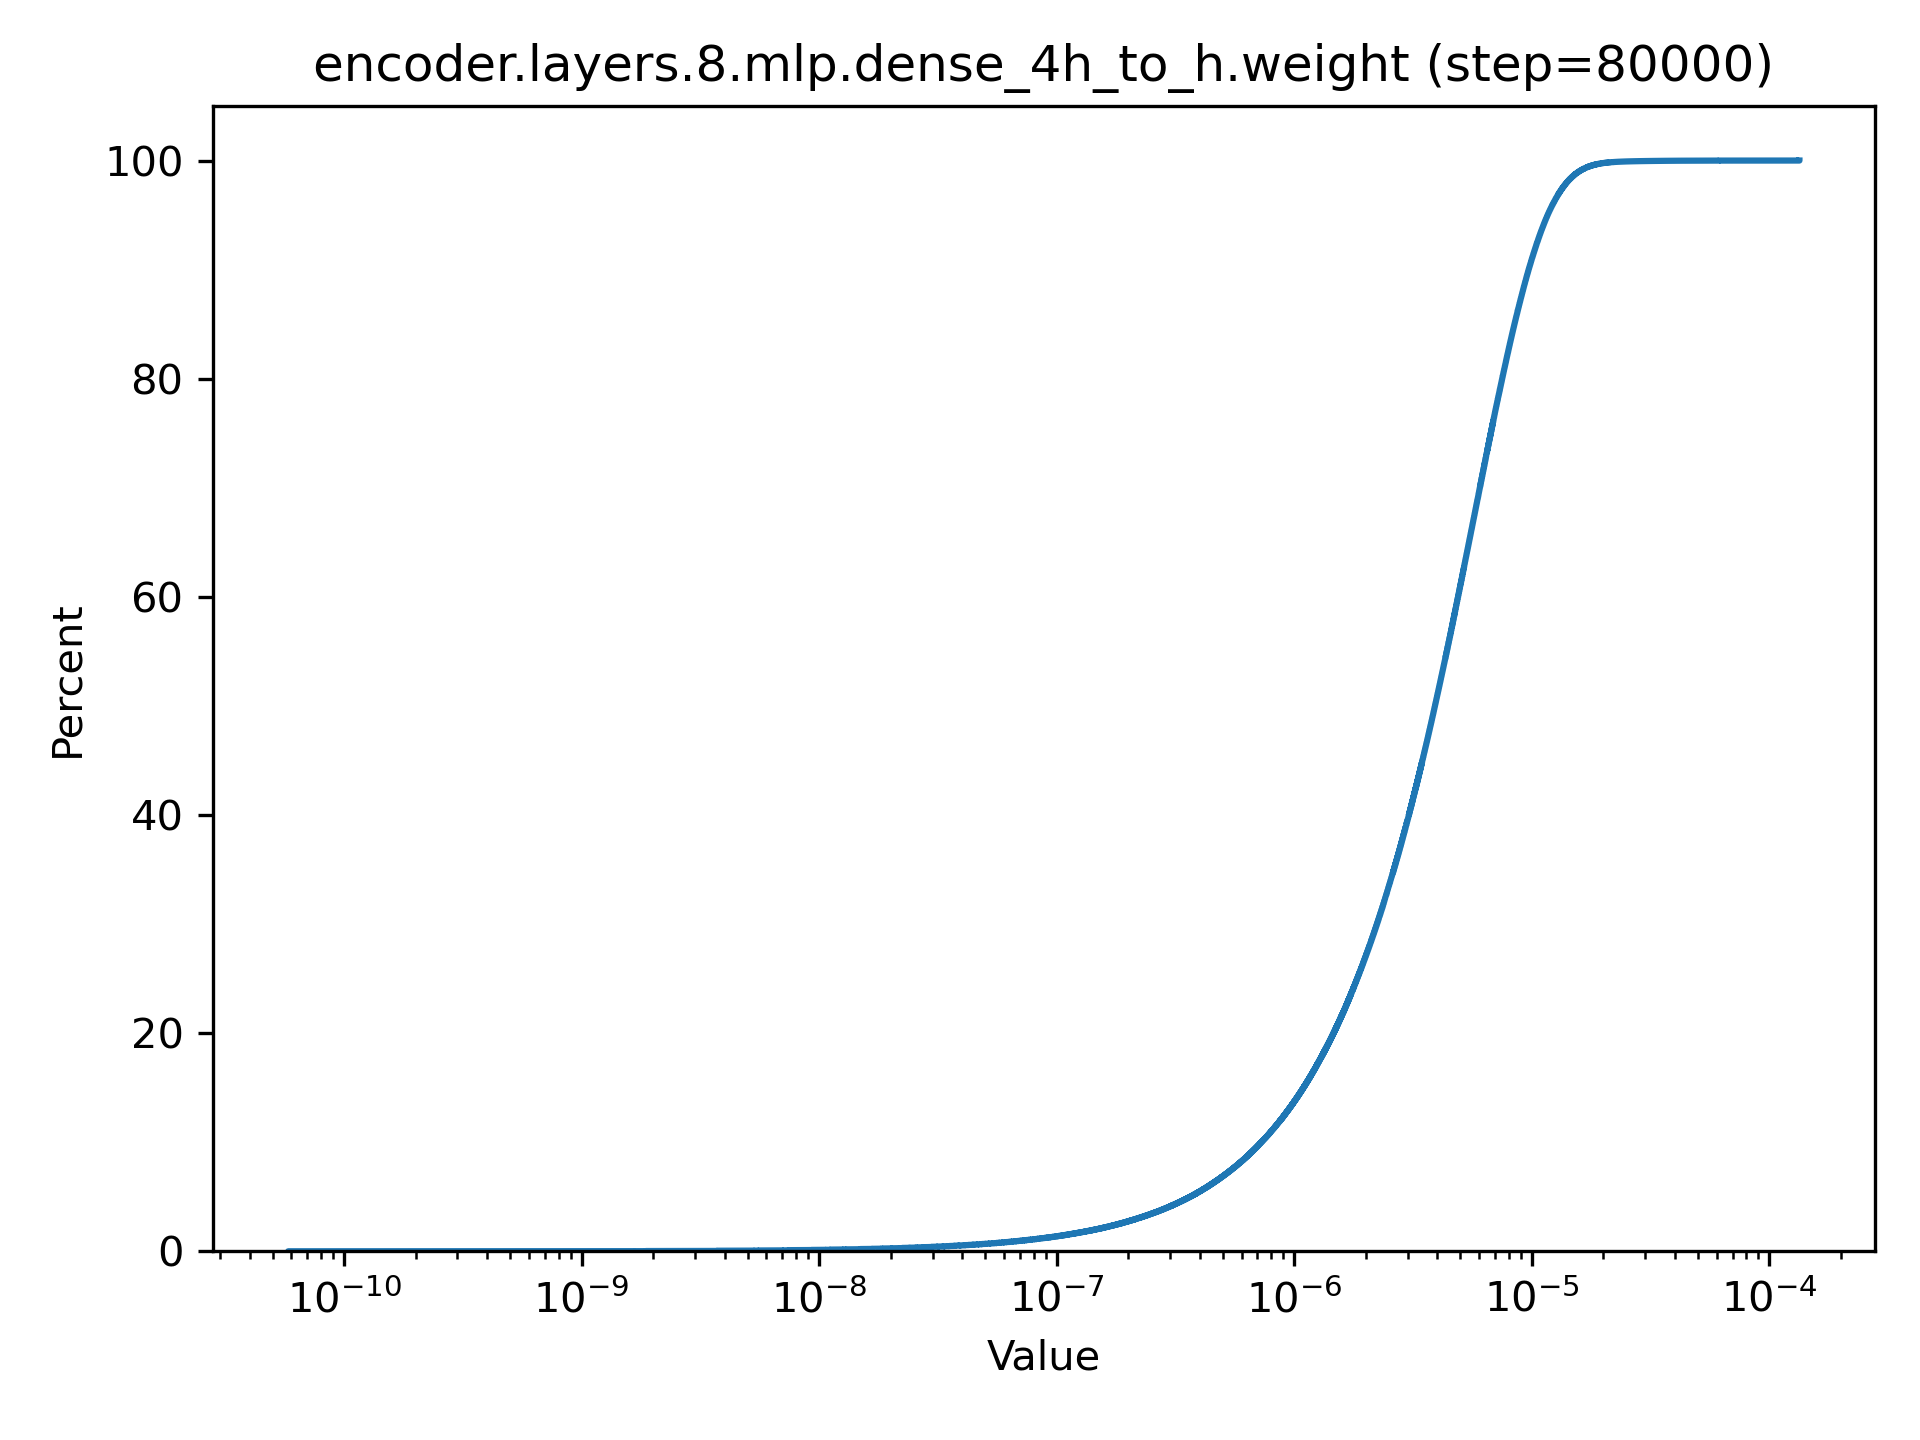 encoder.layers.8.mlp.dense_4h_to_h.weight (step=80000)
100
80
60
40
20
0
Percent
10⁻¹⁰ 10⁻⁹ 10⁻⁸ 10⁻⁷ 10⁻⁶ 10⁻⁵ 10⁻⁴
Value